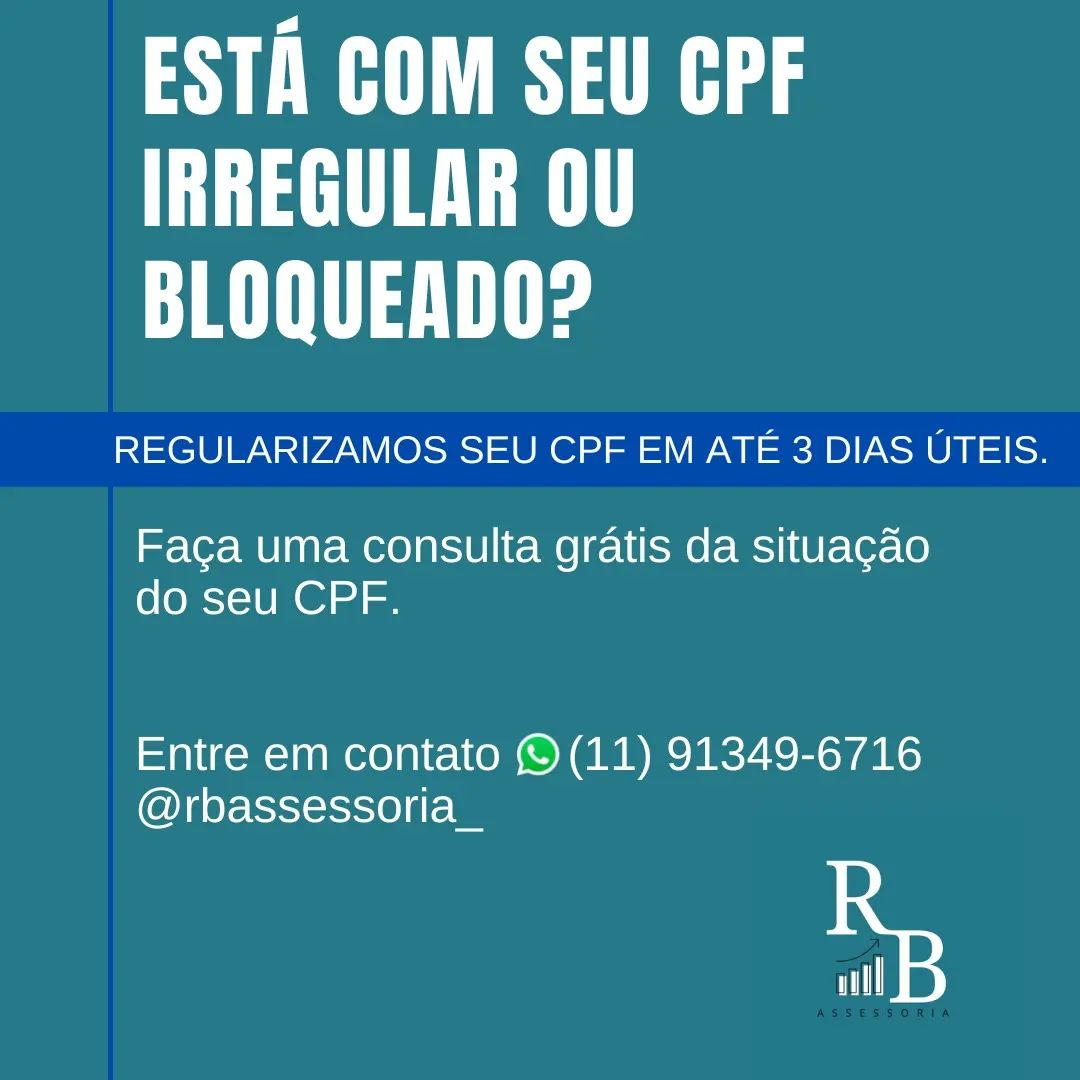 ESTÁ COM SEU CPF
IRREGULAR OU
BLOQUEADO?
REGULARIZAMOS SEU CPF EM ATÉ 3 DIAS ÚTEIS.
Faça uma consulta grátis da situação
do seu CPF.
Entre em contato (11) 91349-6716
@rbassessoria_
RB
ASSESSORIA